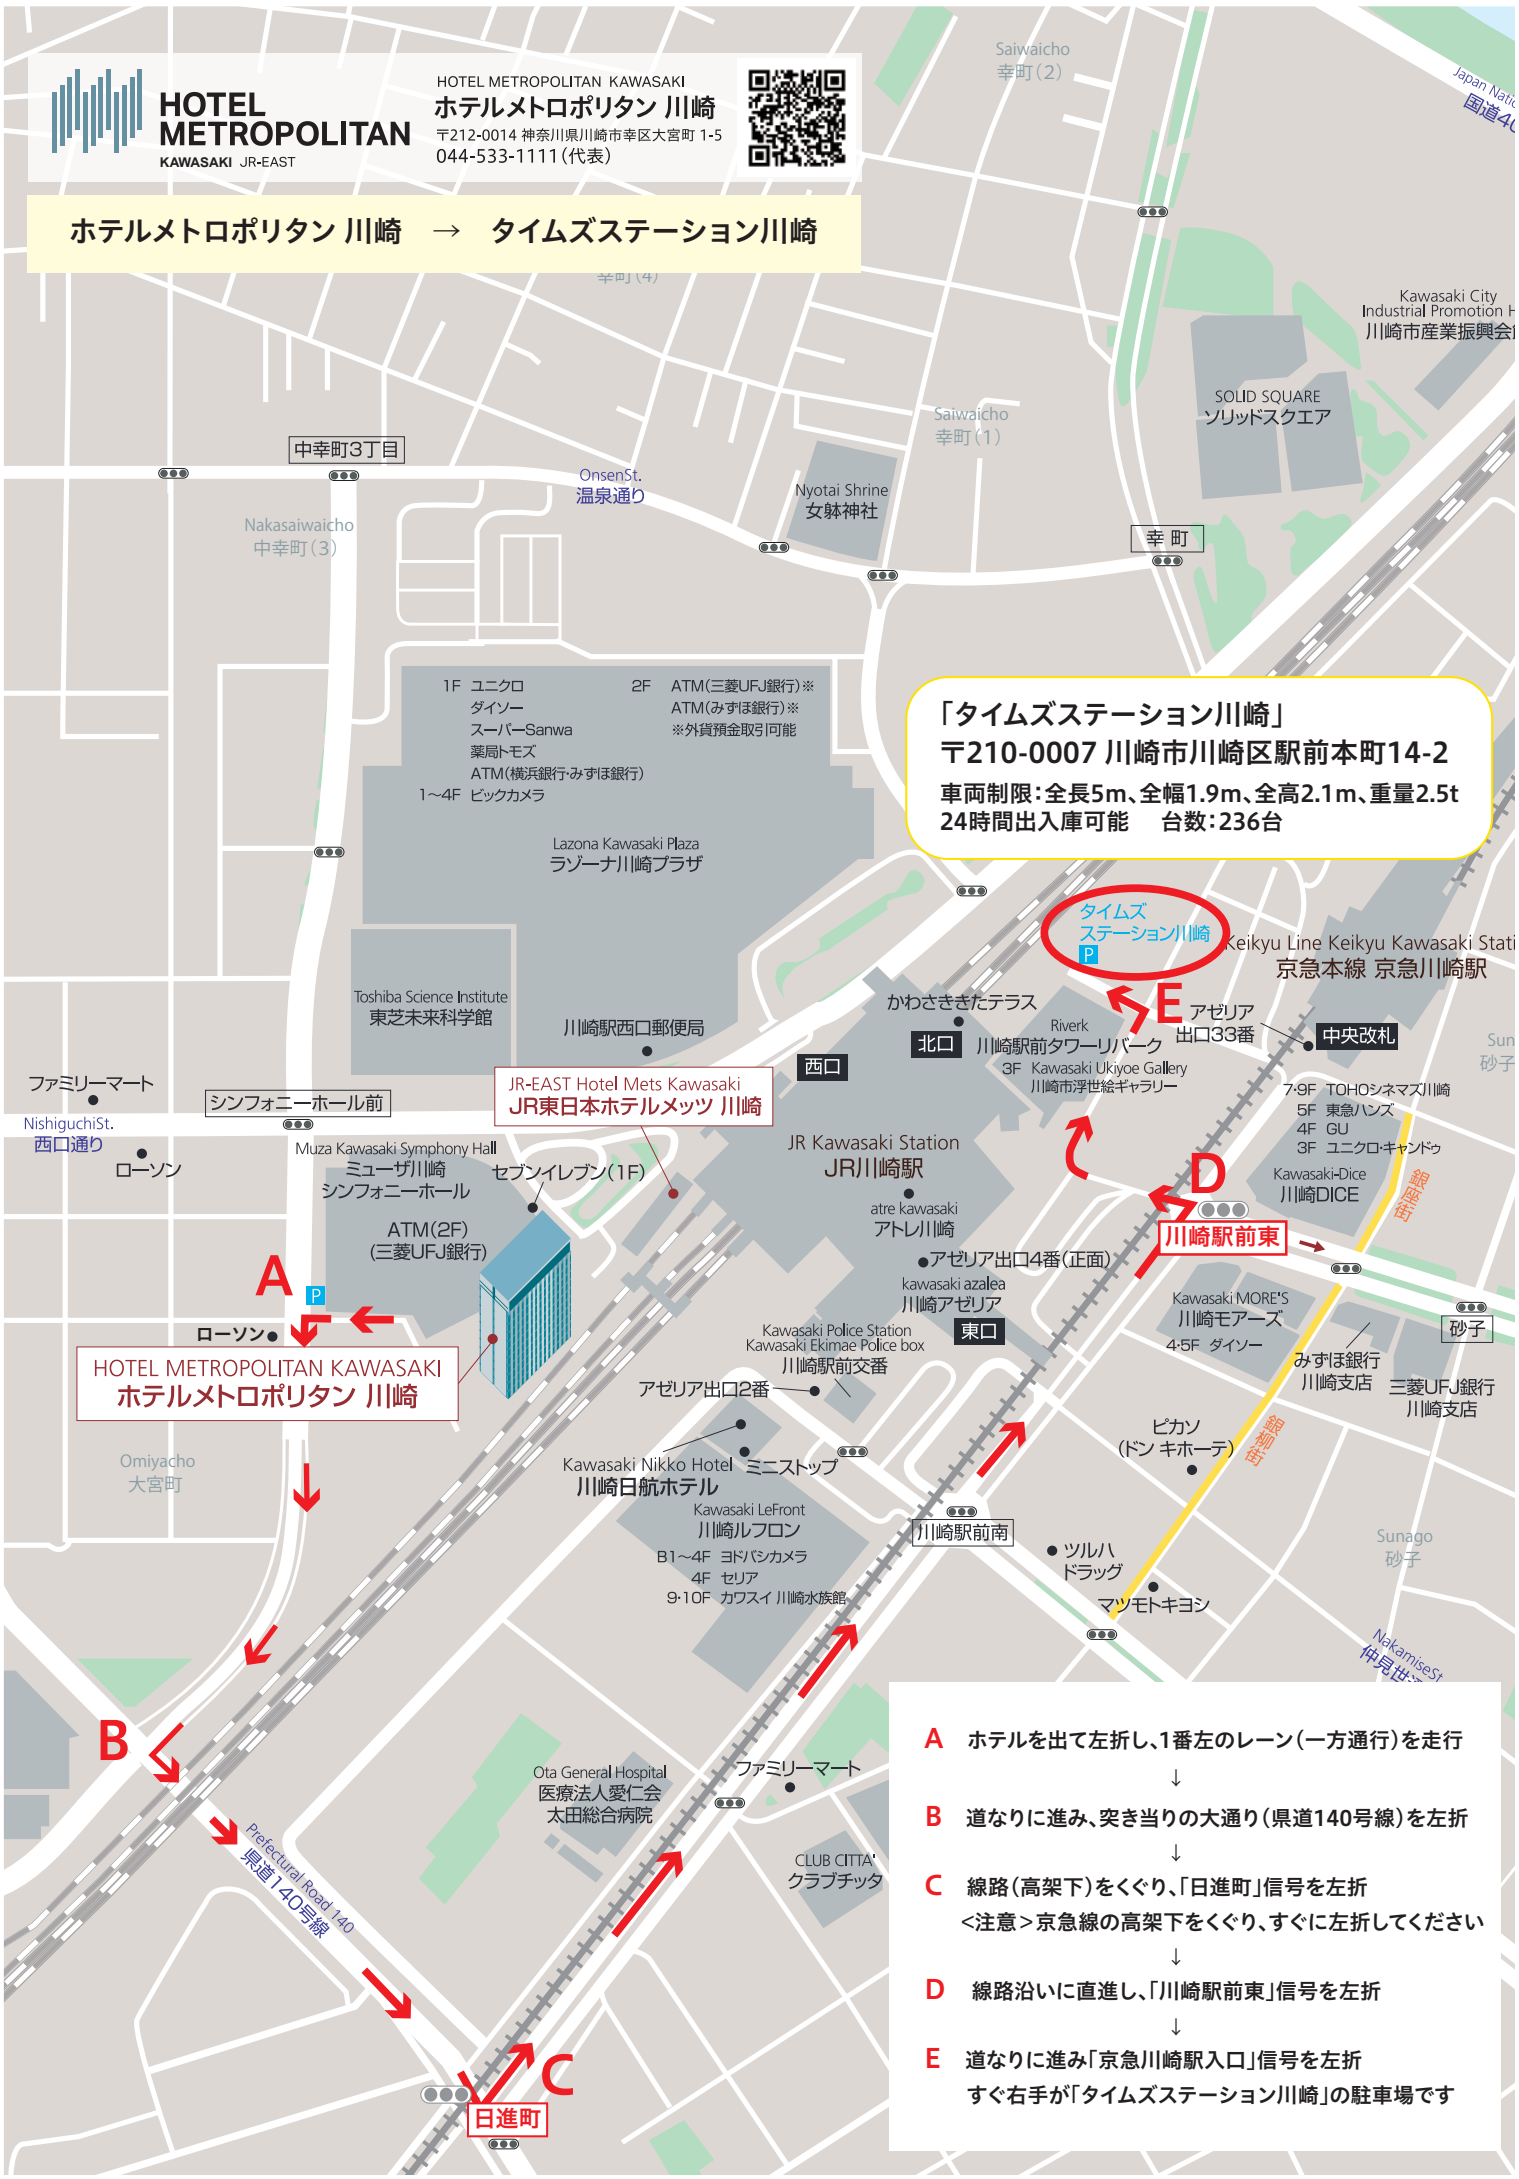 HOTEL
METROPOLITAN
KAWASAKI JR-EAST
HOTEL METROPOLITAN KAWASAKI
ホテルメトロポリタン 川崎
〒212-0014 神奈川県川崎市幸区大宮町 1-5
044-533-1111(代表)
ホテルメトロポリタン 川崎 → タイムズステーション川崎
Saiwaicho
幸町(2)
幸町(4)
Kawasaki City
川崎市産業振興会館
SOLID SQUARE
ソリッドスクエア
Saiwaicho
幸町(1)
中幸町3丁目
OnsenSt.
温泉通り
Nyotai Shrine
女躰神社
Nakasaiwaicho
中幸町(3)
幸 町
1F ユニクロ
ダイソー
スーパーSanwa
薬局トモズ
ATM(横浜銀行・みずほ銀行)
1〜4F ビックカメラ
2F ATM(三菱UFJ銀行)※
ATM(みずほ銀行)※
※外貨預金取引可能
Lazona Kawasaki Plaza
ラゾーナ川崎プラザ
「タイムズステーション川崎」
〒210-0007 川崎市川崎区駅前本町14-2
車両制限：全長5m、全幅1.9m、全高2.1m、重量2.5t
24時間出入庫可能 台数：236台
タイムズ
ステーション川崎
P
Keikyu Line Keikyu Kawasaki Stati
京急本線 京急川崎駅
Toshiba Science Institute
東芝未来科学館
川崎駅西口郵便局
かわさききたテラス
北口
西口
Riverk
川崎駅前タワーリバーク
3F Kawasaki Ukiyoe Gallery
川崎市浮世絵ギャラリー
E
アゼリア
出口33番
中央改札
砂子
ファミリーマート
NishiguchiSt.
西口通り
ローソン
シンフォニーホール前
JR-EAST Hotel Mets Kawasaki
JR東日本ホテルメッツ 川崎
7・9F TOHOシネマズ川崎
5F 東急ハンズ
4F GU
3F ユニクロ・キャンドゥ
Kawasaki-Dice
川崎DICE
銀座街
Muza Kawasaki Symphony Hall
ミューザ川崎
シンフォニーホール
セブンイレブン(1F)
ATM(2F)
(三菱UFJ銀行)
JR Kawasaki Station
JR川崎駅
atre kawasaki
アトレ川崎
D
川崎駅前東
アゼリア出口4番(正面)
kawasaki azalea
川崎アゼリア
東口
A
P
ローソン
HOTEL METROPOLITAN KAWASAKI
ホテルメトロポリタン 川崎
Kawasaki Police Station
Kawasaki Ekimae Police box
川崎駅前交番
アゼリア出口2番
Kawasaki MORE'S
川崎モアーズ
4・5F ダイソー
みずほ銀行
川崎支店
砂子
三菱UFJ銀行
川崎支店
ピカソ
(ドン キホーテ)
銀柳街
Omiyacho
大宮町
Kawasaki Nikko Hotel
川崎日航ホテル
ミニストップ
Kawasaki LeFront
川崎ルフロン
B1〜4F ヨドバシカメラ
4F セリア
9・10F カワスイ 川崎水族館
川崎駅前南
ツルハ
ドラッグ
マツモトキヨシ
Sunago
砂子
NakamiseSt.
B
Prefectural Road 140
県道140号線
Ota General Hospital
医療法人愛仁会
太田総合病院
ファミリーマート
CLUB CITTA'
クラブチッタ
C
日進町
A ホテルを出て左折し、1番左のレーン(一方通行)を走行
↓
B 道なりに進み、突き当りの大通り(県道140号線)を左折
↓
C 線路(高架下)をくぐり、「日進町」信号を左折
<注意>京急線の高架下をくぐり、すぐに左折してください
↓
D 線路沿いに直進し、「川崎駅前東」信号を左折
↓
E 道なりに進み「京急川崎駅入口」信号を左折
すぐ右手が「タイムズステーション川崎」の駐車場です